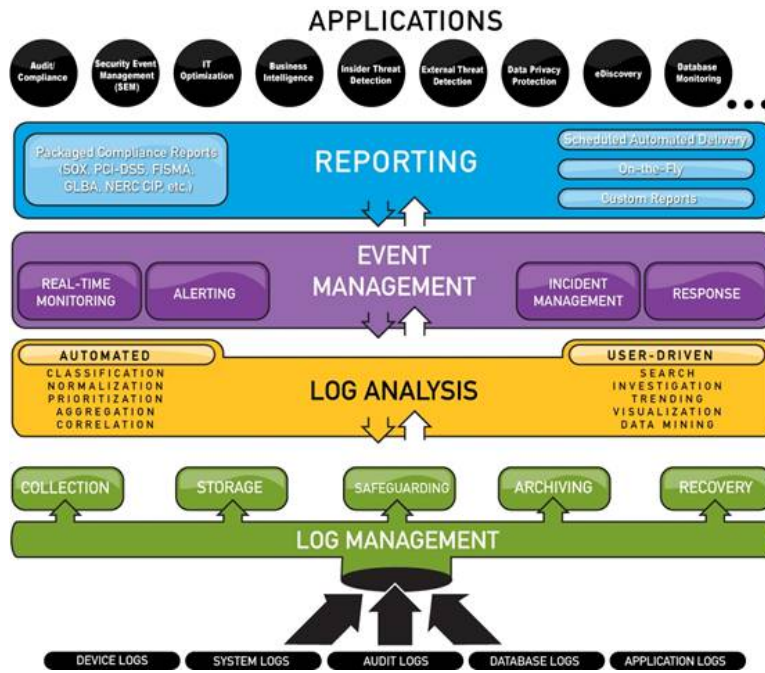 APPLICATIONS
Audit/
Compliance
Security Event
Management
(SEM)
IT
Optimization
Business
Intelligence
Insider Threat
Detection
External Threat
Detection
Data Privacy
Protection
eDiscovery
Database
Monitoring
...
Packaged Compliance Reports
(SOX, PCI-DSS, FISMA,
GLBA, NERC CIP, etc.)
REPORTING
Scheduled Automated Delivery
On-the-Fly
Custom Reports
EVENT
MANAGEMENT
REAL-TIME
MONITORING
ALERTING
INCIDENT
MANAGEMENT
RESPONSE
AUTOMATED
CLASSIFICATION
NORMALIZATION
PRIORITIZATION
AGGREGATION
CORRELATION
LOG ANALYSIS
USER-DRIVEN
SEARCH
INVESTIGATION
TRENDING
VISUALIZATION
DATA MINING
COLLECTION
STORAGE
SAFEGUARDING
ARCHIVING
RECOVERY
LOG MANAGEMENT
DEVICE LOGS
SYSTEM LOGS
AUDIT LOGS
DATABASE LOGS
APPLICATION LOGS